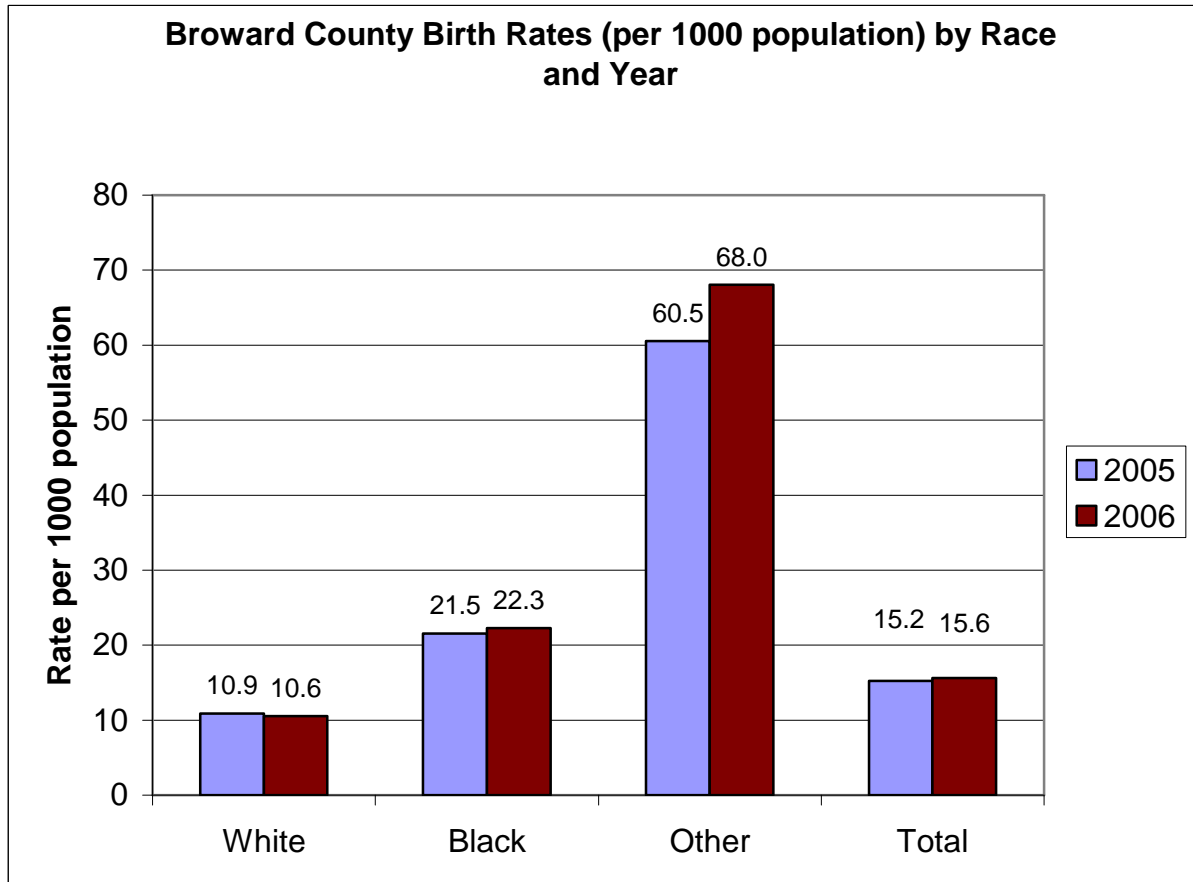 Broward County Birth Rates (per 1000 population) by Race
and Year
Rate per 1000 population
80
70
60
50
40
30
20
10
0
10.9
10.6
21.5
22.3
60.5
68.0
15.2
15.6
White
Black
Other
Total
2005
2006